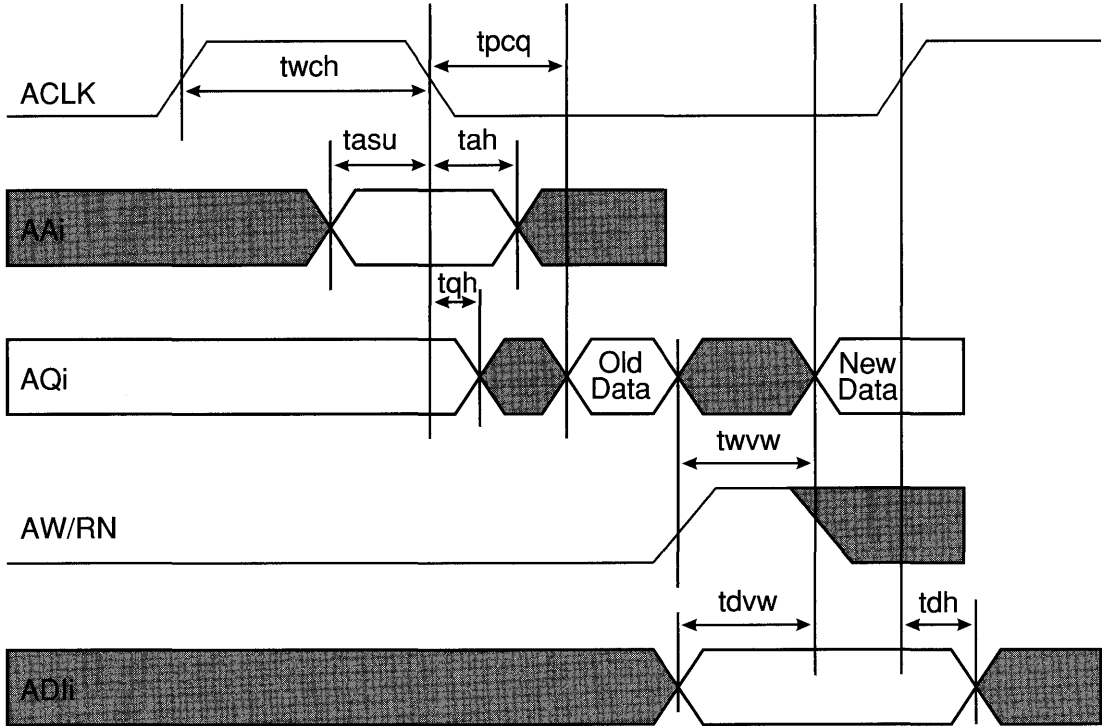 tpcq
twch
ACLK
tasu
tah
AAi
tqh
AQi
Old
Data
New
Data
twvw
AW/RN
tdvw
tdh
ADIi